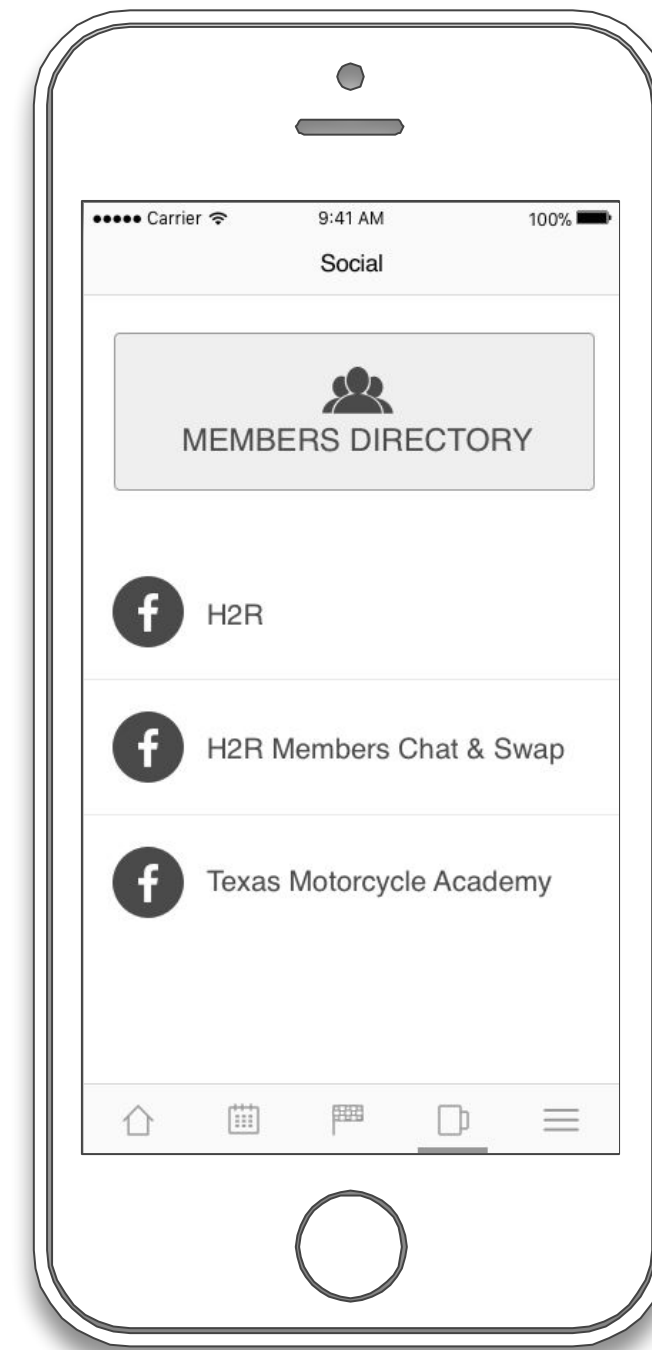 Carrier 9:41 AM 100%
Social
MEMBERS DIRECTORY
H2R
H2R Members Chat & Swap
Texas Motorcycle Academy